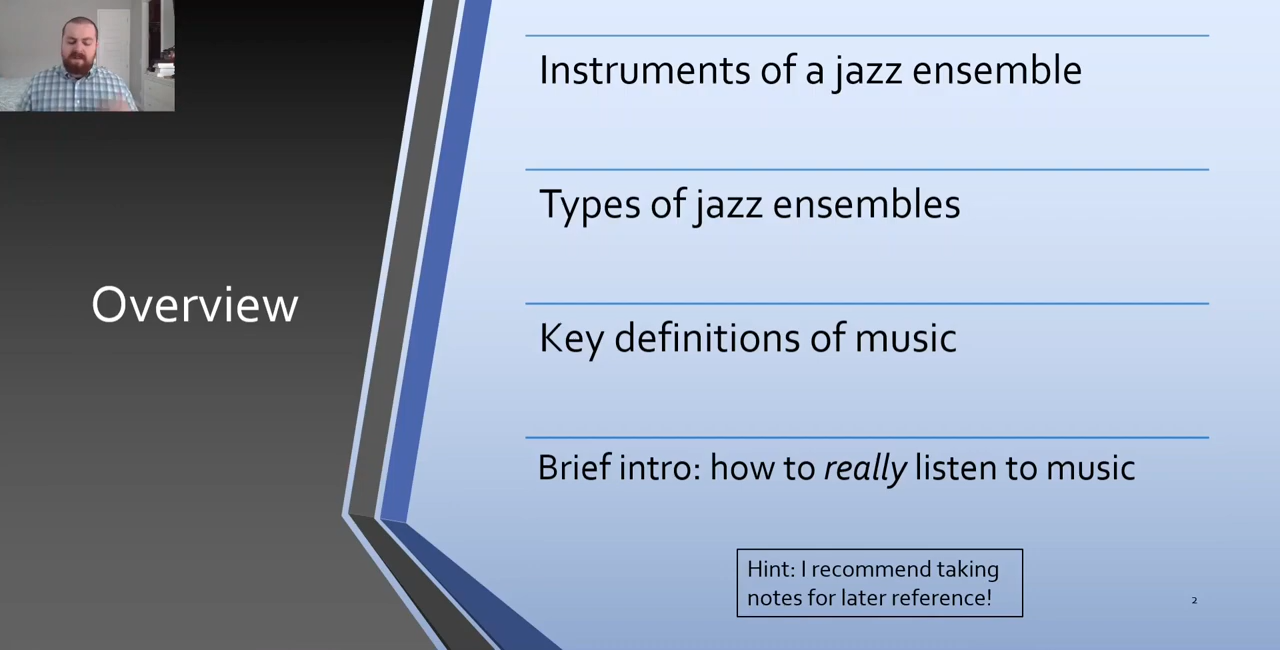 Overview
Instruments of a jazz ensemble
Types of jazz ensembles
Key definitions of music
Brief intro: how to really listen to music
Hint: I recommend taking
notes for later reference!
2